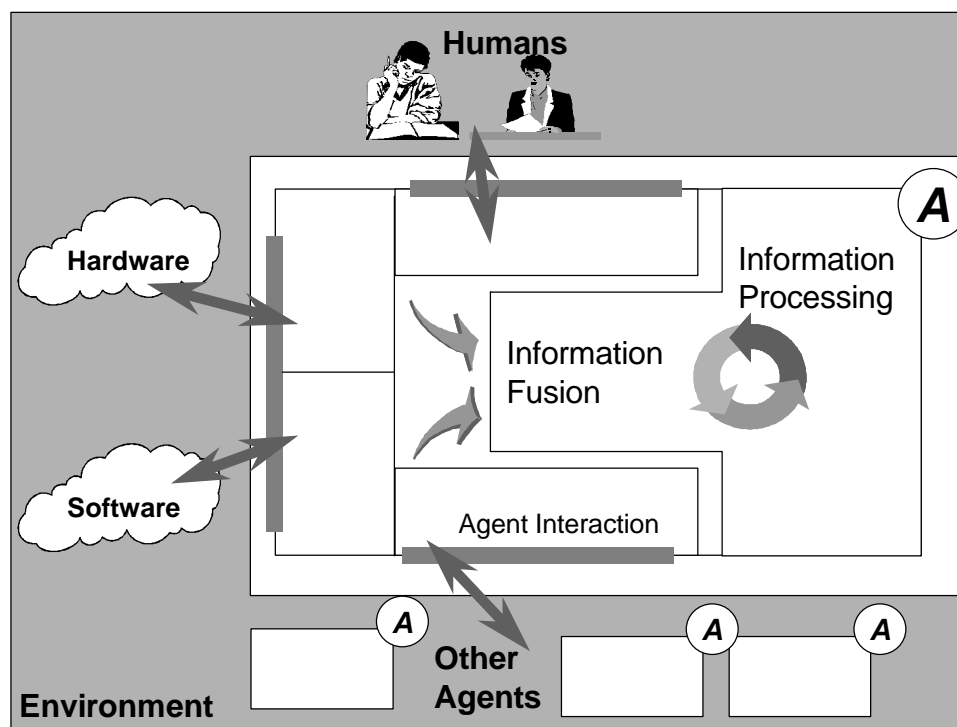 Humans
A
Hardware
Information
Processing
Information
Fusion
Software
Agent Interaction
A
A
A
Other
Agents
Environment